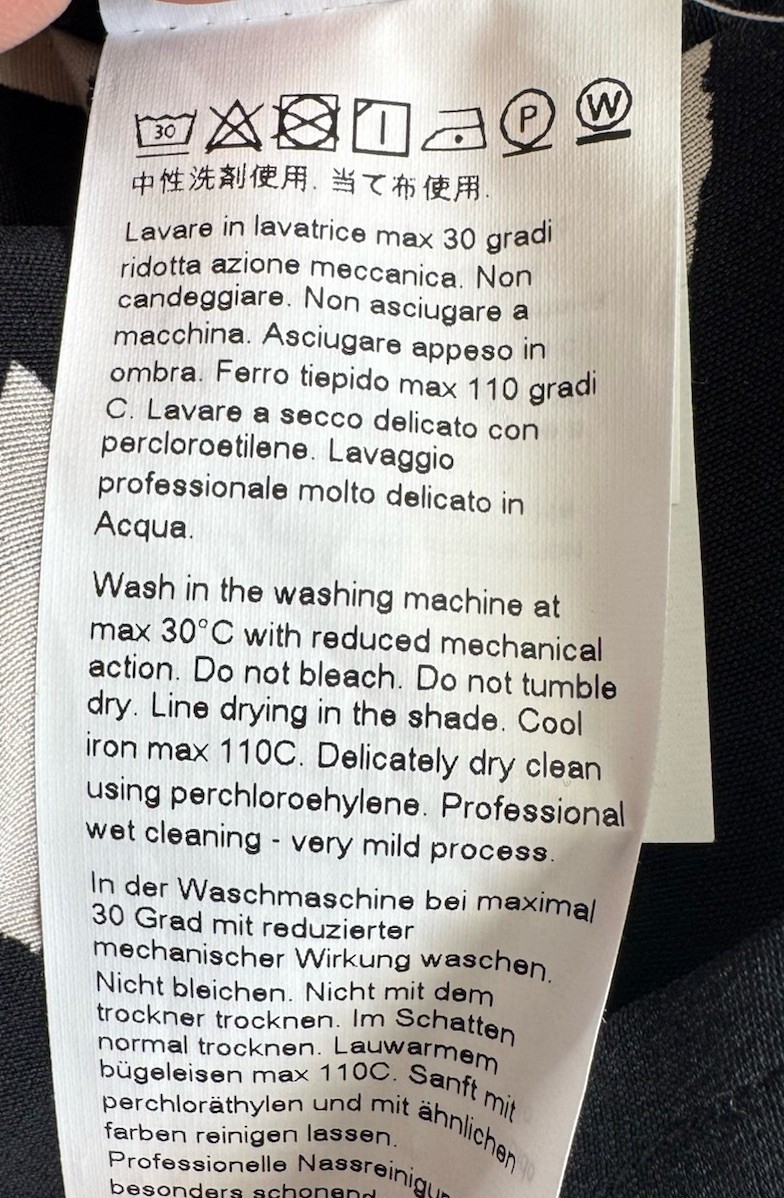 30 P W
中性洗剤使用. 当て布使用.
Lavare in lavatrice max 30 gradi
ridotta azione meccanica. Non
candeggiare. Non asciugare a
macchina. Asciugare appeso in
ombra. Ferro tiepido max 110 gradi
C. Lavare a secco delicato con
percloroetilene. Lavaggio
professionale molto delicato in
Acqua.
Wash in the washing machine at
max 30°C with reduced mechanical
action. Do not bleach. Do not tumble
dry. Line drying in the shade. Cool
iron max 110C. Delicately dry clean
using perchloroehylene. Professional
wet cleaning - very mild process.
In der Waschmaschine bei maximal
30 Grad mit reduzierter
mechanischer Wirkung waschen.
Nicht bleichen. Nicht mit dem
trockner trocknen. Im Schatten
normal trocknen. Lauwarmem
bügeleisen max 110C. Sanft mit
perchloräthylen und mit ähnlichen
farben reinigen lassen.
Professionelle
besonders schonend